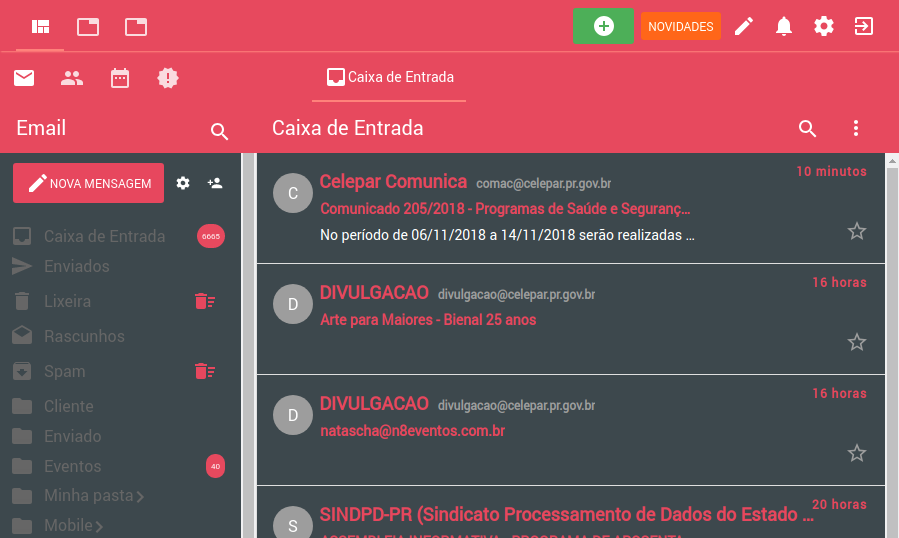 NOVIDADES
Caixa de Entrada
Email
Caixa de Entrada
NOVA MENSAGEM
Caixa de Entrada 6665
Enviados
Lixeira
Rascunhos
Spam
Cliente
Enviado
Eventos 40
Minha pasta
Mobile
10 minutos
C
Celepar Comunica comac@celepar.pr.gov.br
Comunicado 205/2018 - Programas de Saúde e Seguranç...
No período de 06/11/2018 a 14/11/2018 serão realizadas ...
16 horas
D
DIVULGACAO divulgacao@celepar.pr.gov.br
Arte para Maiores - Bienal 25 anos
16 horas
D
DIVULGACAO divulgacao@celepar.pr.gov.br
natascha@n8eventos.com.br
20 horas
S
SINDPD-PR (Sindicato Processamento de Dados do Estado ...